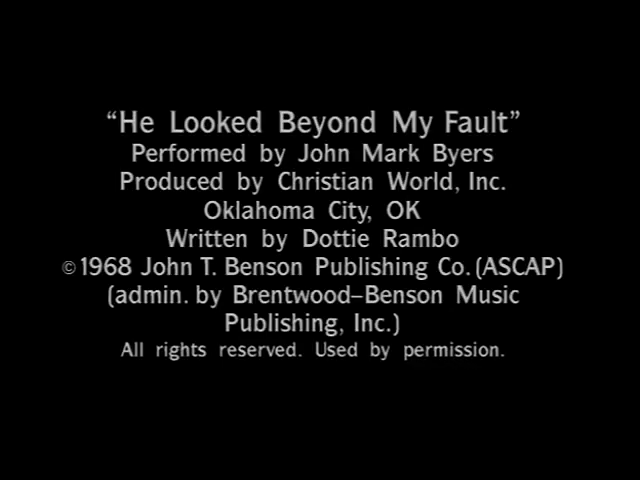 “He Looked Beyond My Fault”
Performed by John Mark Byers
Produced by Christian World, Inc.
Oklahoma City, OK
Written by Dottie Rambo
©1968 John T. Benson Publishing Co. (ASCAP)
(admin. by Brentwood–Benson Music
Publishing, Inc.)
All rights reserved. Used by permission.